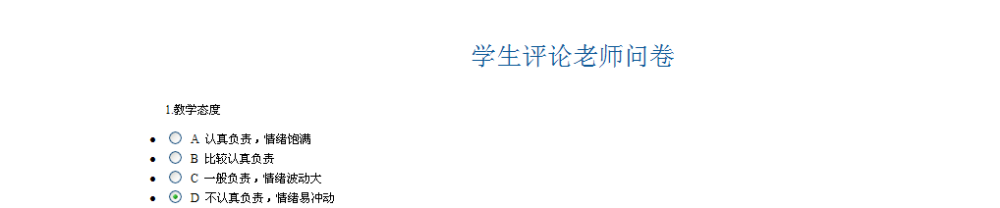 学生评论老师问卷
1.教学态度
A 认真负责，情绪饱满
B 比较认真负责
C 一般负责，情绪波动大
D 不认真负责，情绪易冲动